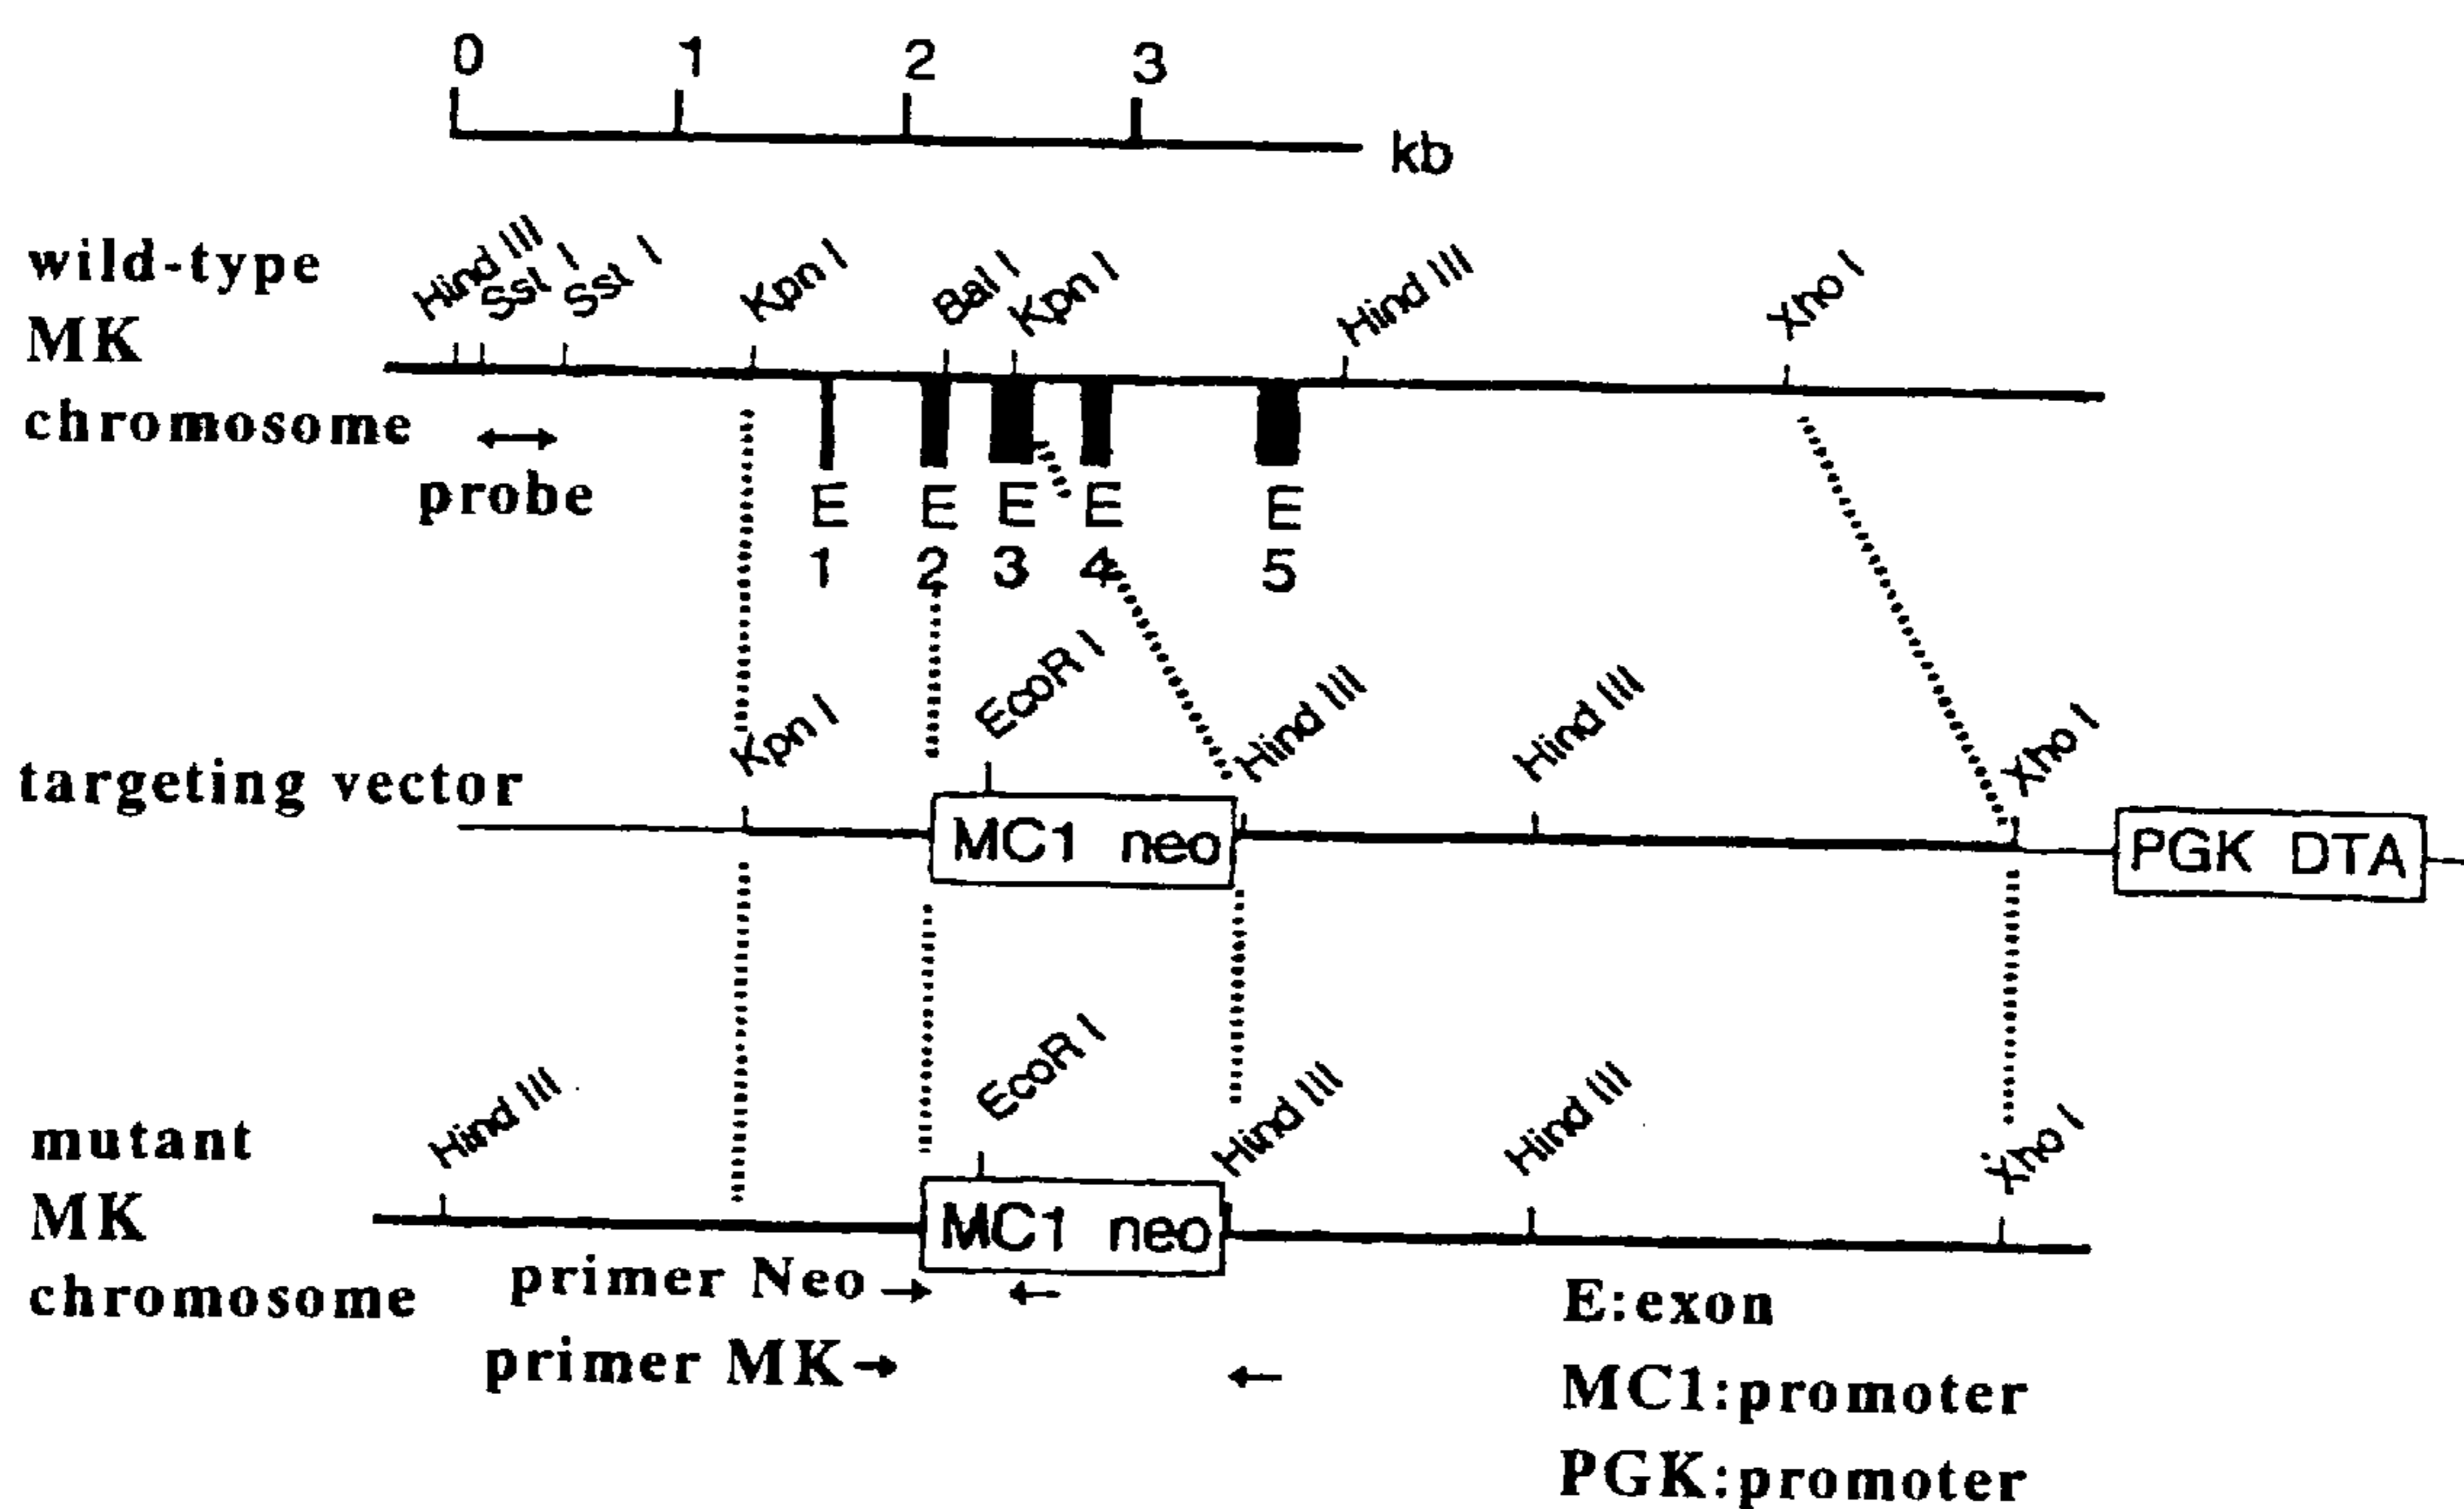 0 1 2 3
kb
wild-type
MK
chromosome
Hind III SsI I SsI I Kpn I Bal I Kpn I Hind III Xho I
probe
E E E E E
1 2 3 4 5
targeting vector
Kpn I EcoR I Hind III Hind III Xho I
MC1 neo PGK DTA
mutant
MK
chromosome
Hind III EcoR I Hind III Hind III Xho I
MC1 neo
primer Neo
primer MK
E:exon
MC1:promoter
PGK:promoter